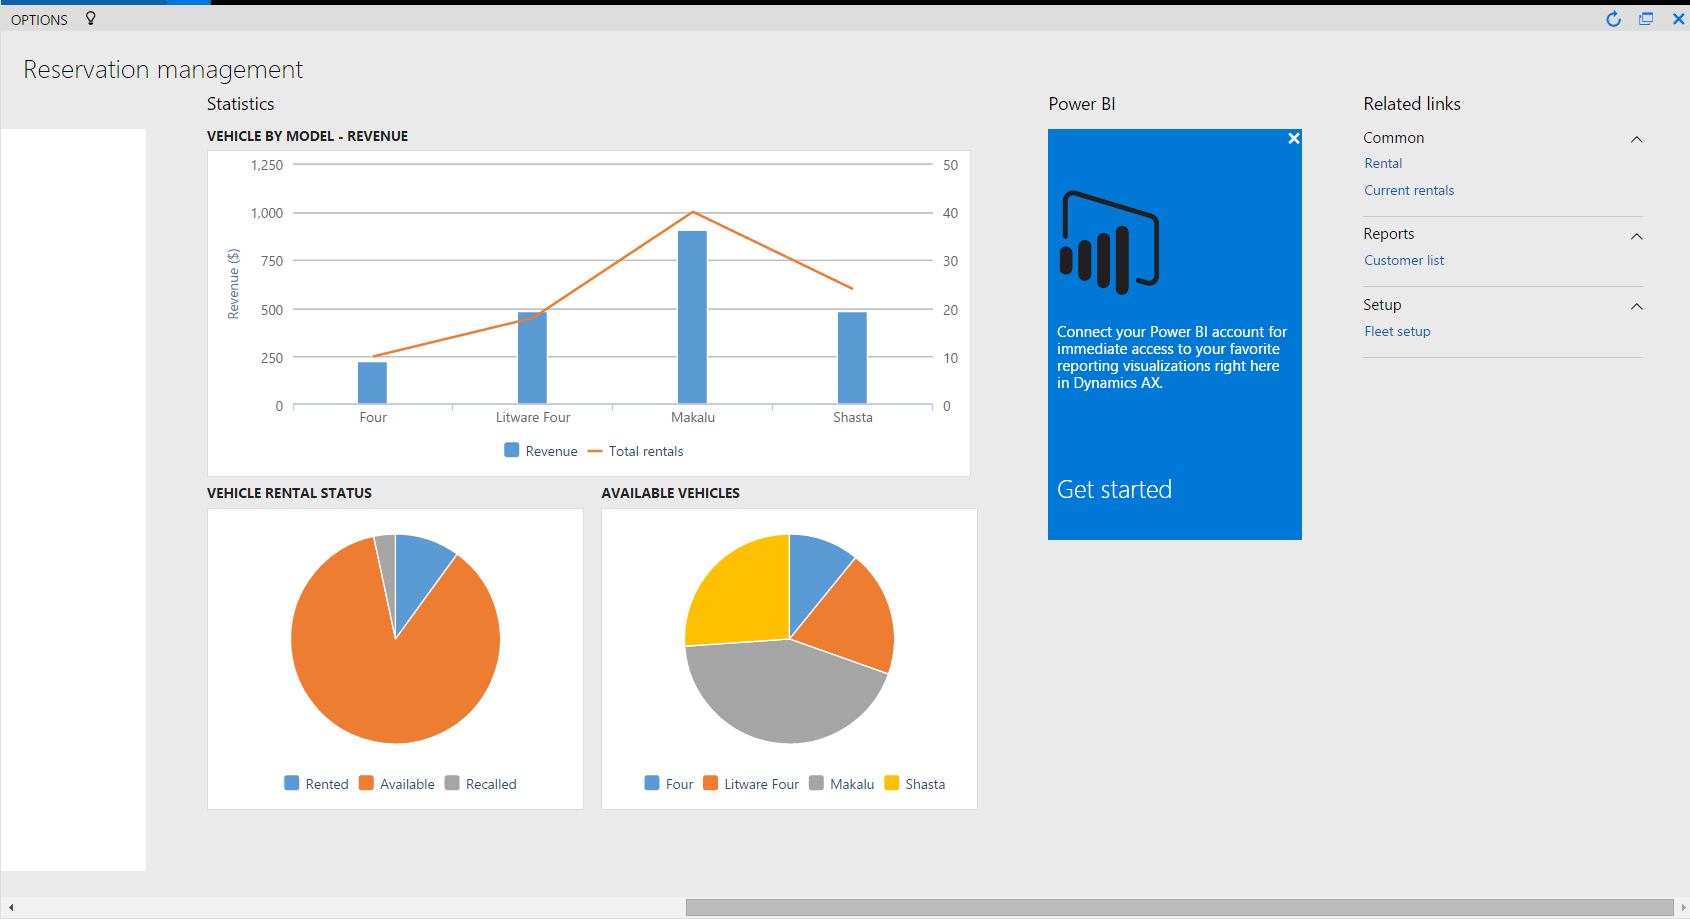 OPTIONS
Reservation management
Statistics
VEHICLE BY MODEL - REVENUE
1,250
1,000
750
500
250
0
Revenue ($)
50
40
30
20
10
0
Four
Litware Four
Makalu
Shasta
Revenue
Total rentals
VEHICLE RENTAL STATUS
Rented
Available
Recalled
AVAILABLE VEHICLES
Four
Litware Four
Makalu
Shasta
Power BI
Connect your Power BI account for
immediate access to your favorite
reporting visualizations right here
in Dynamics AX.
Get started
Related links
Common
Rental
Current rentals
Reports
Customer list
Setup
Fleet setup